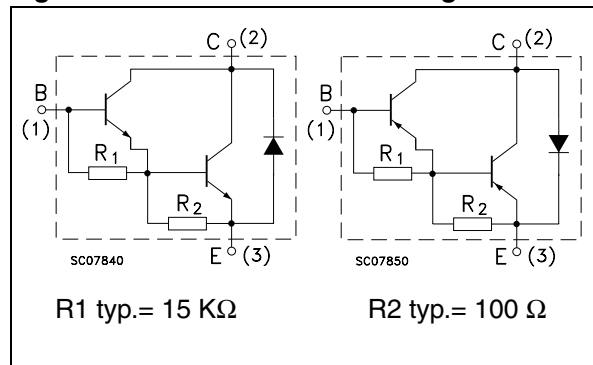 C (2)
B
(1)
R1
R2
E (3)
SC07840
C (2)
B
(1)
R1
R2
E (3)
SC07850
R1 typ.= 15 KΩ
R2 typ.= 100 Ω